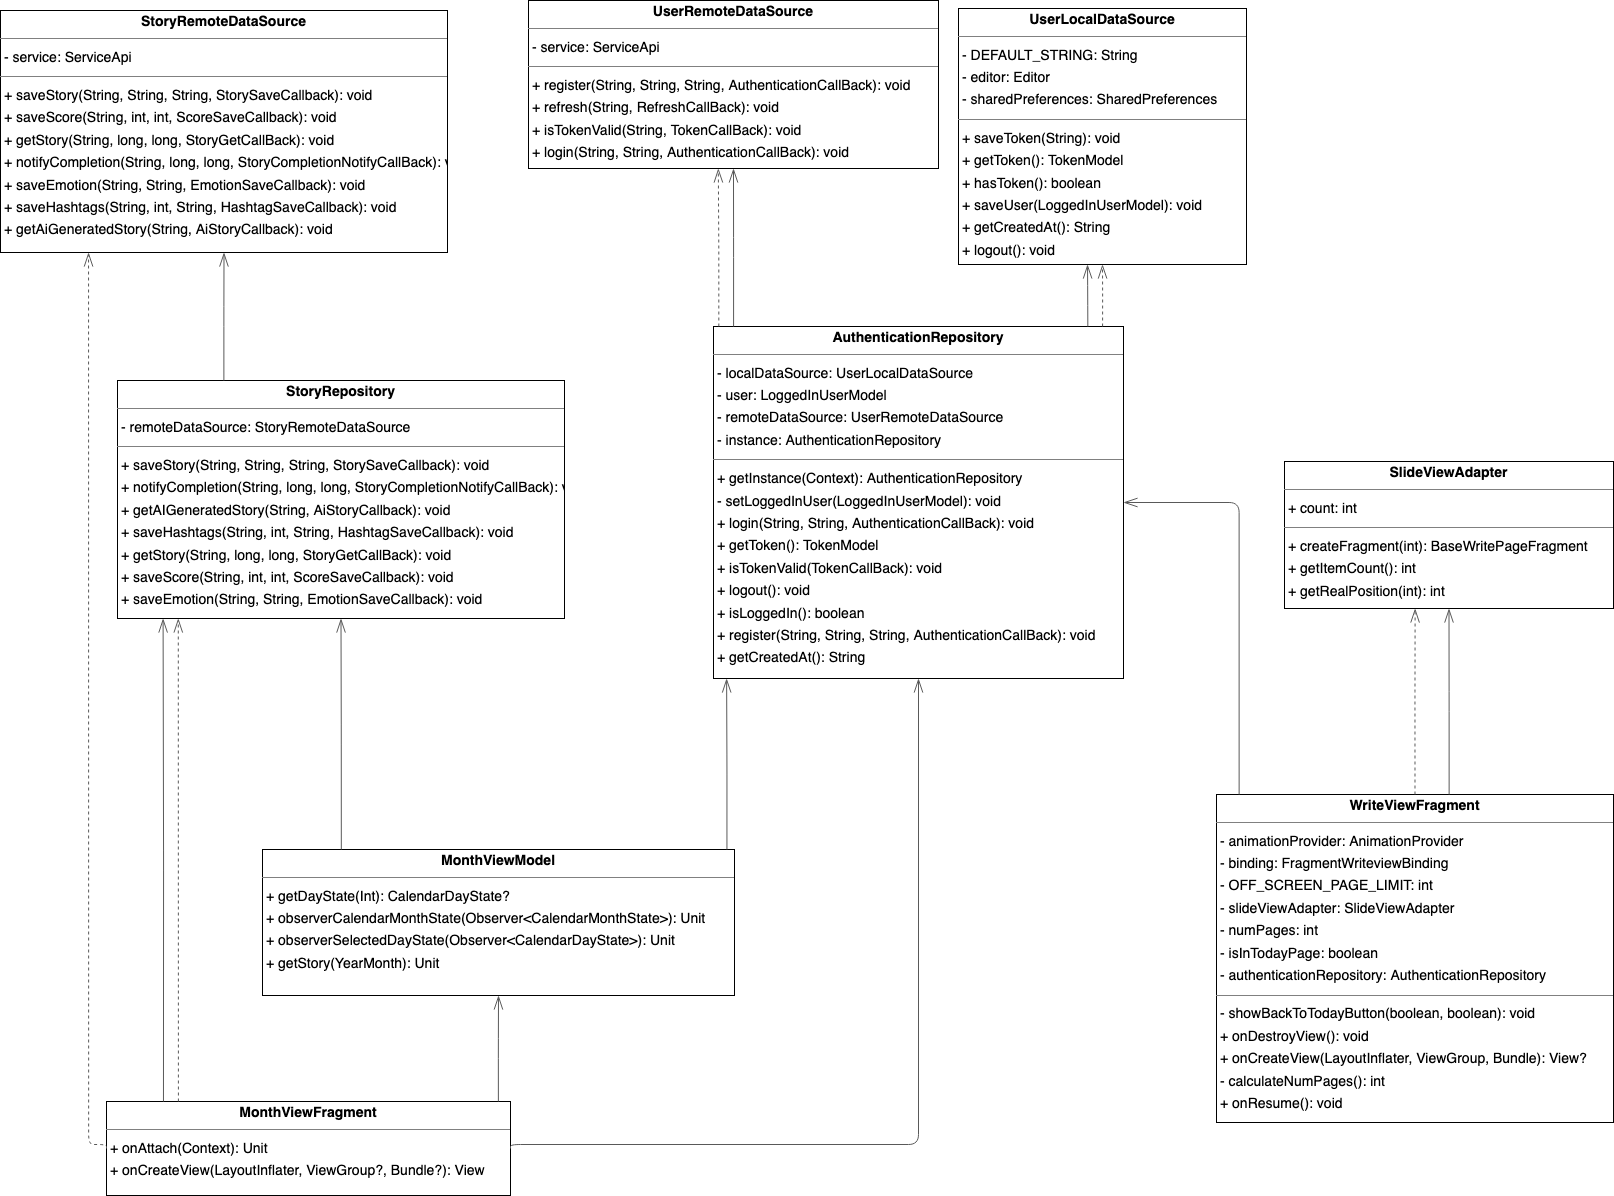 StoryRemoteDataSource
- service: ServiceApi
+ saveStory(String, String, String, StorySaveCallback): void
+ saveScore(String, int, int, ScoreSaveCallback): void
+ getStory(String, long, long, StoryGetCallBack): void
+ notifyCompletion(String, long, long, StoryCompletionNotifyCallBack):
+ saveEmotion(String, String, EmotionSaveCallback): void
+ saveHashtags(String, int, String, HashtagSaveCallback): void
+ getAiGeneratedStory(String, AiStoryCallback): void
UserRemoteDataSource
- service: ServiceApi
+ register(String, String, String, AuthenticationCallBack): void
+ refresh(String, RefreshCallBack): void
+ isTokenValid(String, TokenCallBack): void
+ login(String, String, AuthenticationCallBack): void
UserLocalDataSource
- DEFAULT_STRING: String
- editor: Editor
- sharedPreferences: SharedPreferences
+ saveToken(String): void
+ getToken(): TokenModel
+ hasToken(): boolean
+ saveUser(LoggedInUserModel): void
+ getCreatedAt(): String
+ logout(): void
StoryRepository
- remoteDataSource: StoryRemoteDataSource
+ saveStory(String, String, String, StorySaveCallback): void
+ notifyCompletion(String, long, long, StoryCompletionNotifyCallBack):
+ getAIGeneratedStory(String, AiStoryCallback): void
+ saveHashtags(String, int, String, HashtagSaveCallback): void
+ getStory(String, long, long, StoryGetCallBack): void
+ saveScore(String, int, int, ScoreSaveCallback): void
+ saveEmotion(String, String, EmotionSaveCallback): void
AuthenticationRepository
- localDataSource: UserLocalDataSource
- user: LoggedInUserModel
- remoteDataSource: UserRemoteDataSource
- instance: AuthenticationRepository
+ getInstance(Context): AuthenticationRepository
- setLoggedInUser(LoggedInUserModel): void
+ login(String, String, AuthenticationCallBack): void
+ getToken(): TokenModel
+ isTokenValid(TokenCallBack): void
+ logout(): void
+ isLoggedIn(): boolean
+ register(String, String, String, AuthenticationCallBack): void
+ getCreatedAt(): String
SlideViewAdapter
+ count: int
+ createFragment(int): BaseWritePageFragment
+ getItemCount(): int
+ getRealPosition(int): int
MonthViewModel
+ getDayState(Int): CalendarDayState?
+ observerCalendarMonthState(Observer<CalendarMonthState>): Unit
+ observerSelectedDayState(Observer<CalendarDayState>): Unit
+ getStory(YearMonth): Unit
WriteViewFragment
- animationProvider: AnimationProvider
- binding: FragmentWriteviewBinding
- OFF_SCREEN_PAGE_LIMIT: int
- slideViewAdapter: SlideViewAdapter
- numPages: int
- isInTodayPage: boolean
- authenticationRepository: AuthenticationRepository
- showBackToTodayButton(boolean, boolean): void
+ onDestroyView(): void
+ onCreateView(LayoutInflater, ViewGroup, Bundle): View?
- calculateNumPages(): int
+ onResume(): void
MonthViewFragment
+ onAttach(Context): Unit
+ onCreateView(LayoutInflater, ViewGroup?, Bundle?): View